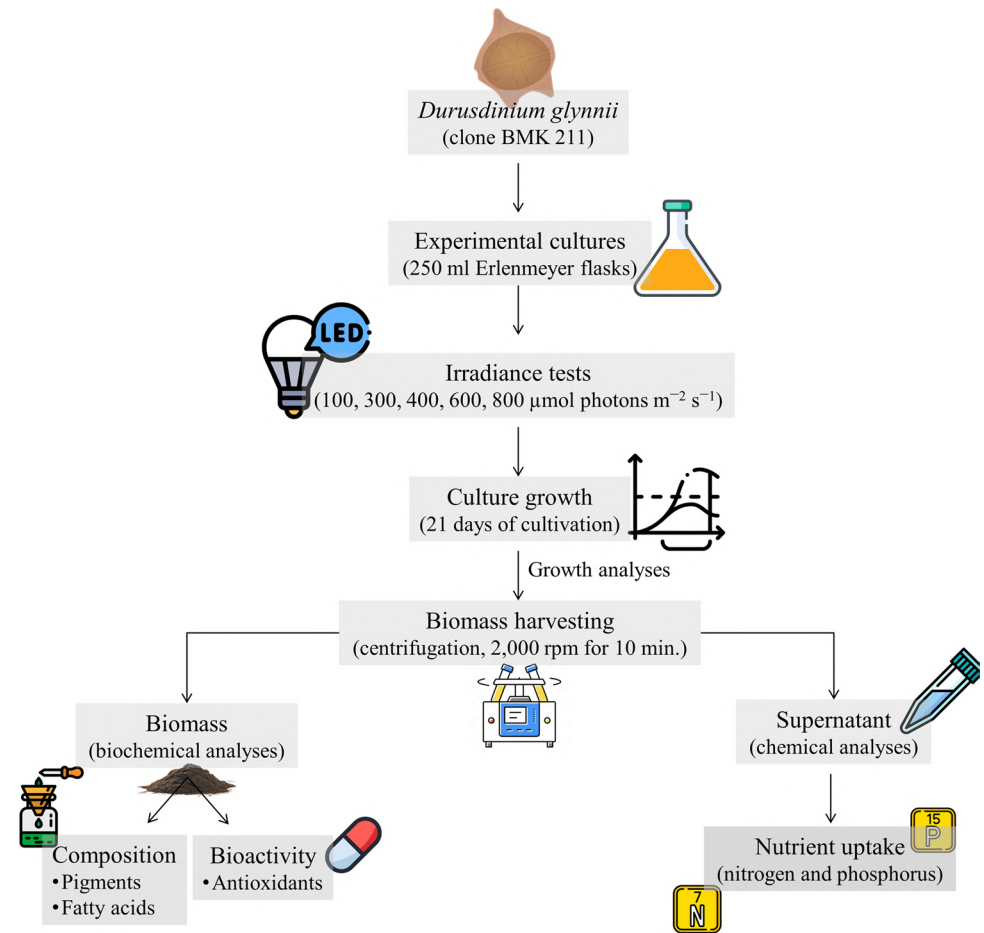 Durusdinium glynnii
(clone BMK 211)
Experimental cultures
(250 ml Erlenmeyer flasks)
LED
Irradiance tests
(100, 300, 400, 600, 800 µmol photons m⁻² s⁻¹)
Culture growth
(21 days of cultivation)
Growth analyses
Biomass harvesting
(centrifugation, 2,000 rpm for 10 min.)
Biomass
(biochemical analyses)
Composition
•Pigments
•Fatty acids
Bioactivity
•Antioxidants
Supernatant
(chemical analyses)
15
P
Nutrient uptake
(nitrogen and phosphorus)
7
N